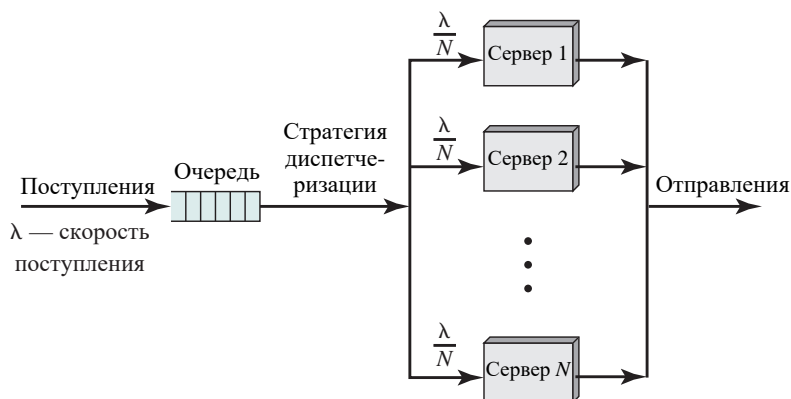 λ
N
Сервер 1
λ
N
Сервер 2
Стратегия
диспетче-
ризации
Очередь
Поступления
Отправления
λ — скорость
поступления
λ
N
Сервер N